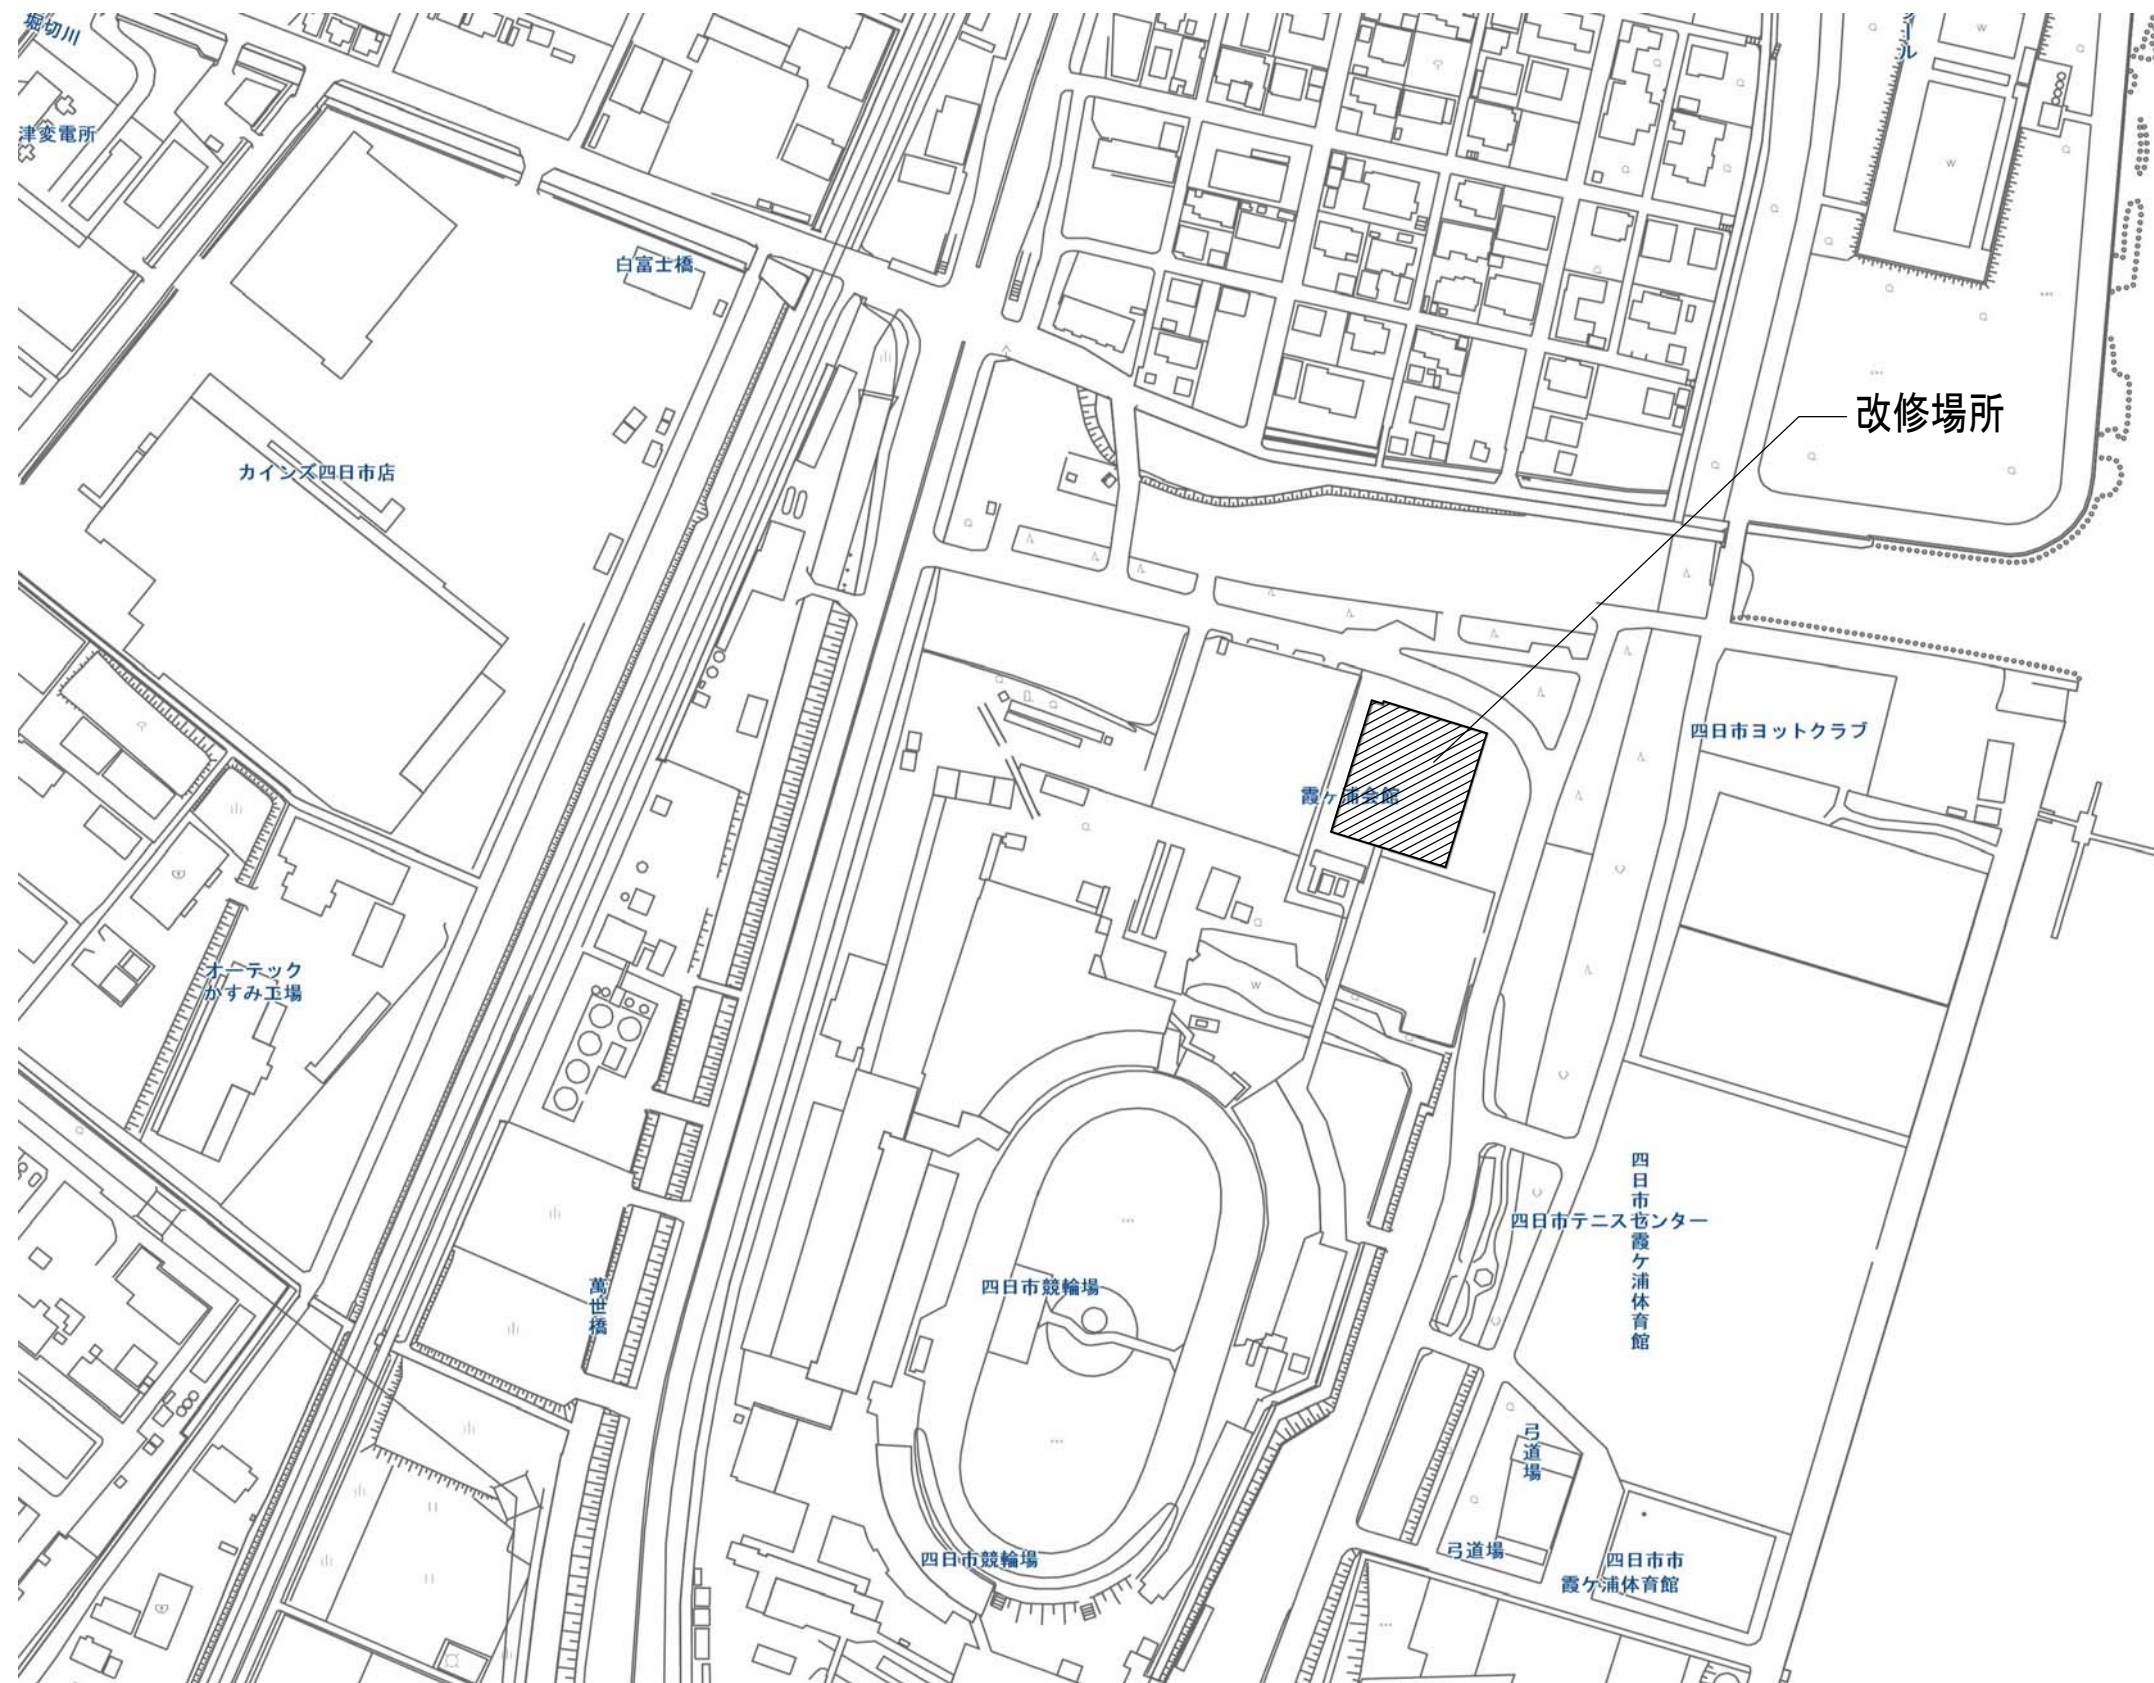 堀切川
津変電所
白富士橋
カインズ四日市店
改修場所
四日市ヨットクラブ
霞ヶ浦会館
オーテック
かすみ工場
四日市テニスセンター
四日市市霞ケ浦体育館
萬世橋
四日市競輪場
弓道場
四日市競輪場
弓道場
四日市市
霞ケ浦体育館